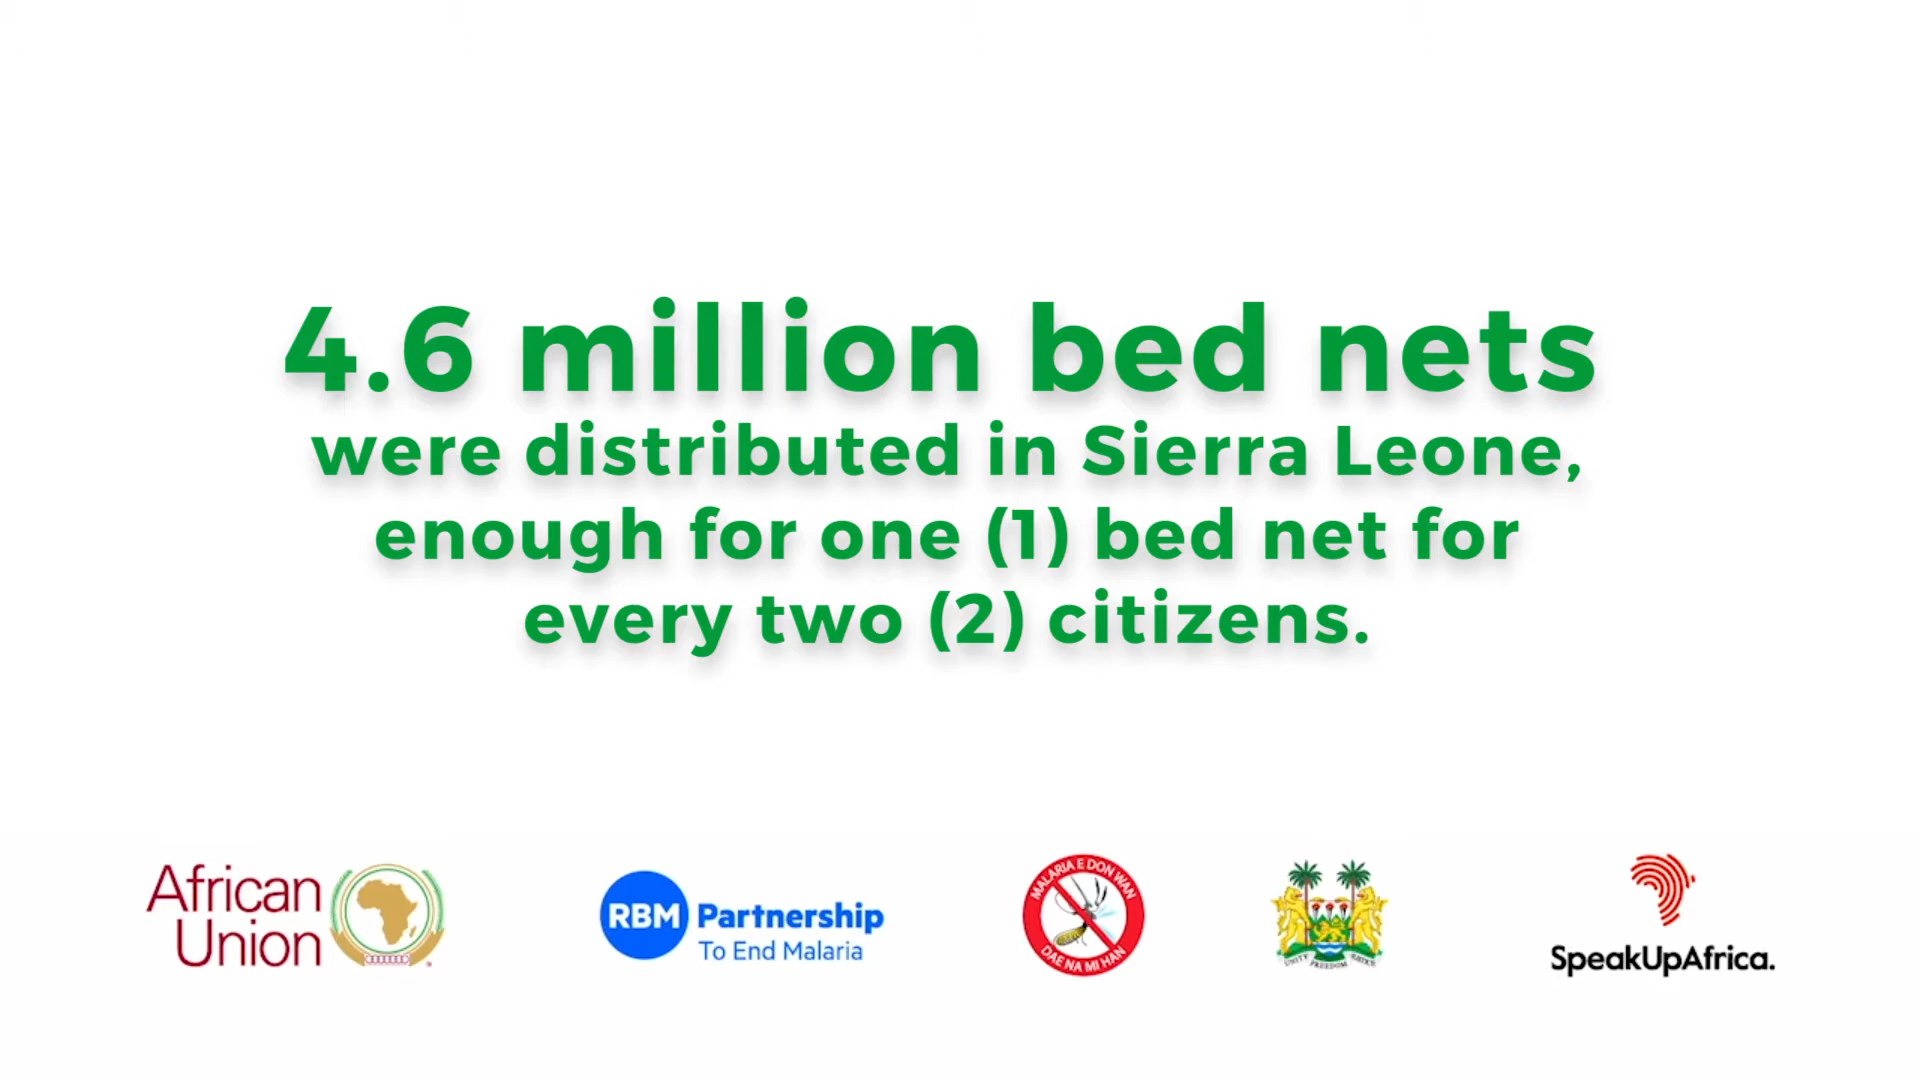 4.6 million bed nets
were distributed in Sierra Leone,
enough for one (1) bed net for
every two (2) citizens.
African
Union
RBM Partnership
To End Malaria
MALARIA E DON WAN
DAE NA MI HAN
UNITY FREEDOM JUSTICE
SpeakUpAfrica.